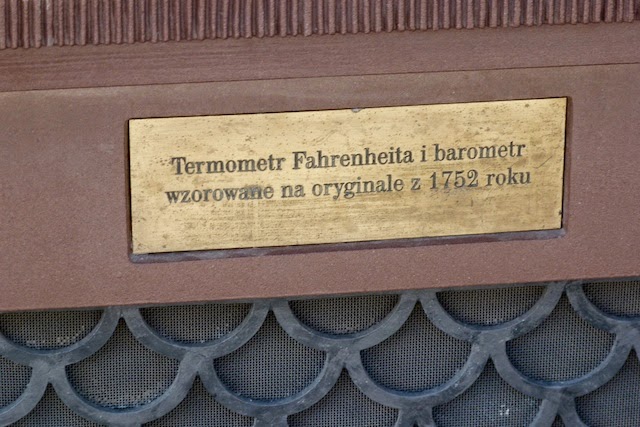 Termometr Fahrenheita i barometr
wzorowane na oryginale z 1752 roku